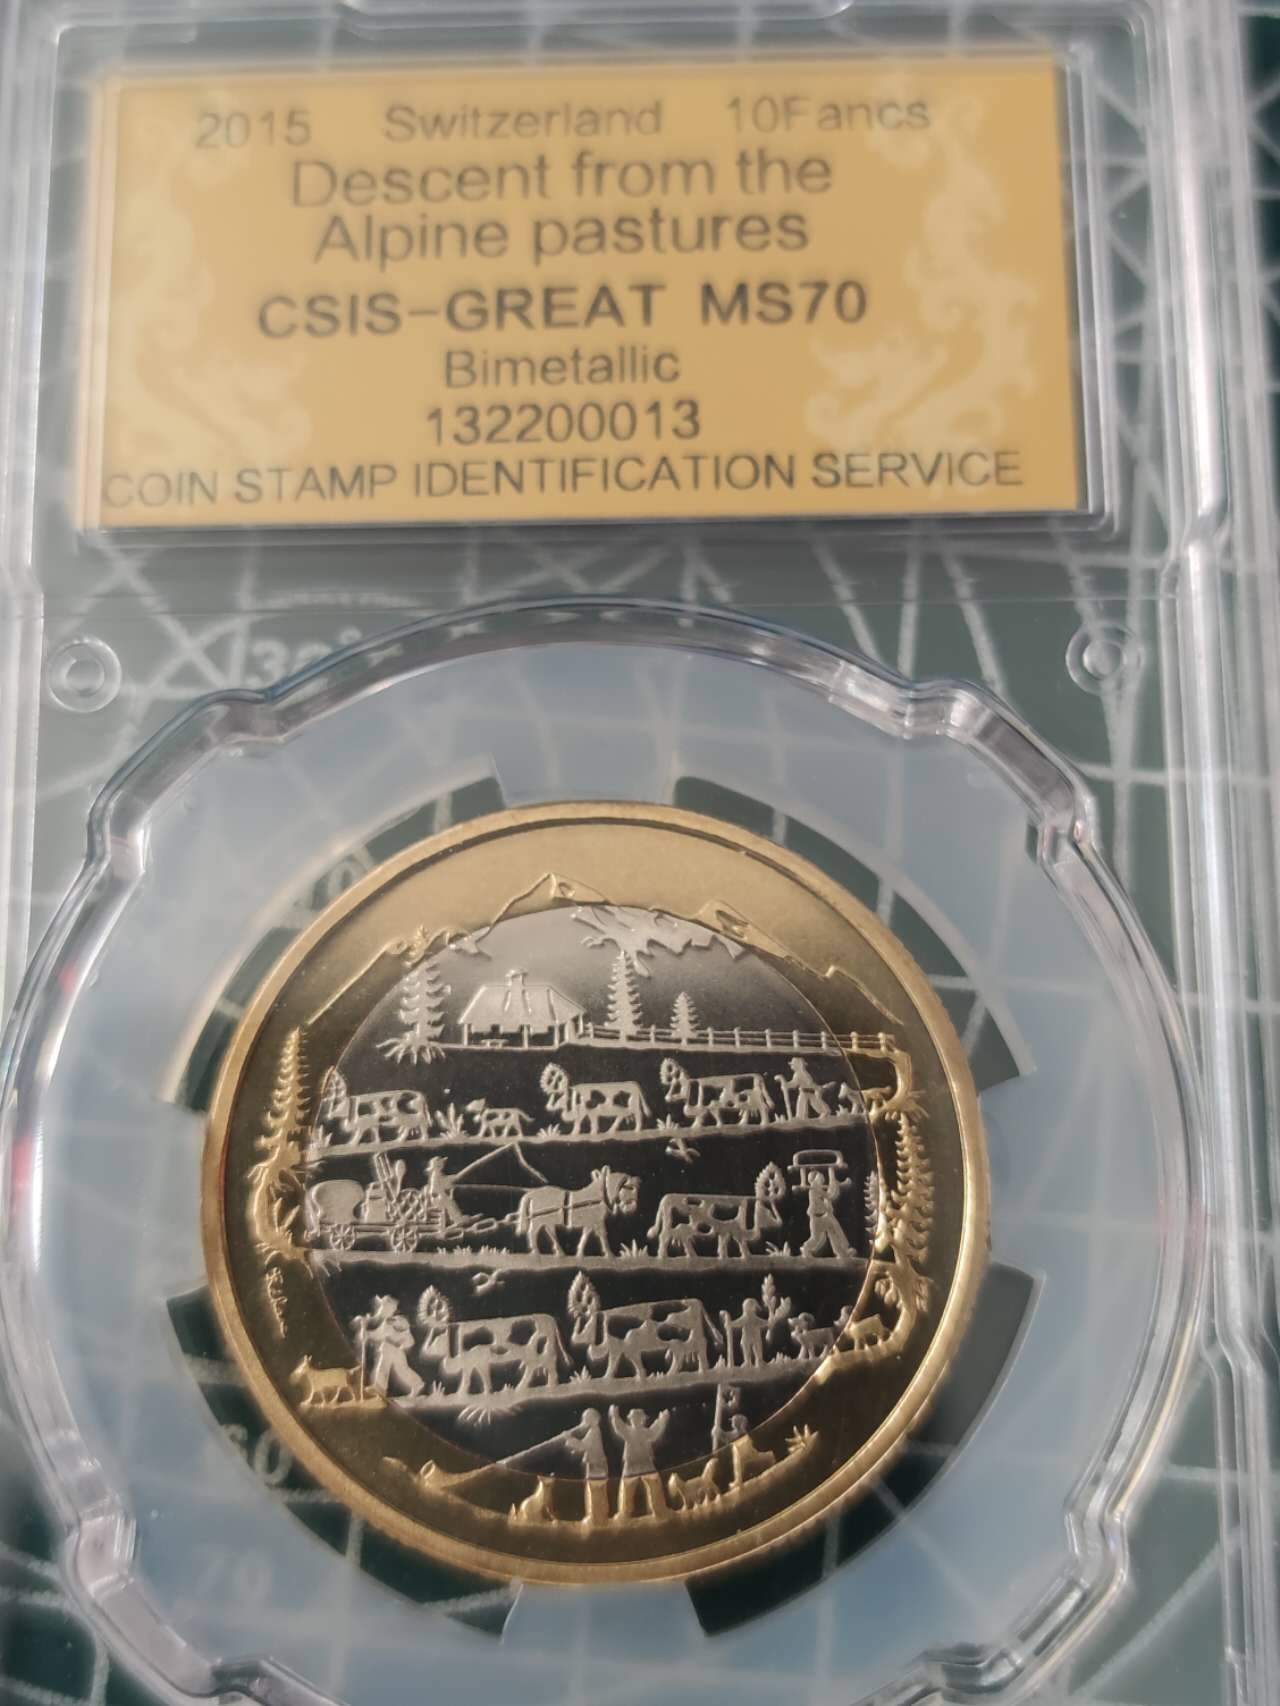 2015 Switzerland 10Fancs
Descent from the
Alpine pastures
CSIS-GREAT MS70
Bimetallic
132200013
COIN STAMP IDENTIFICATION SERVICE